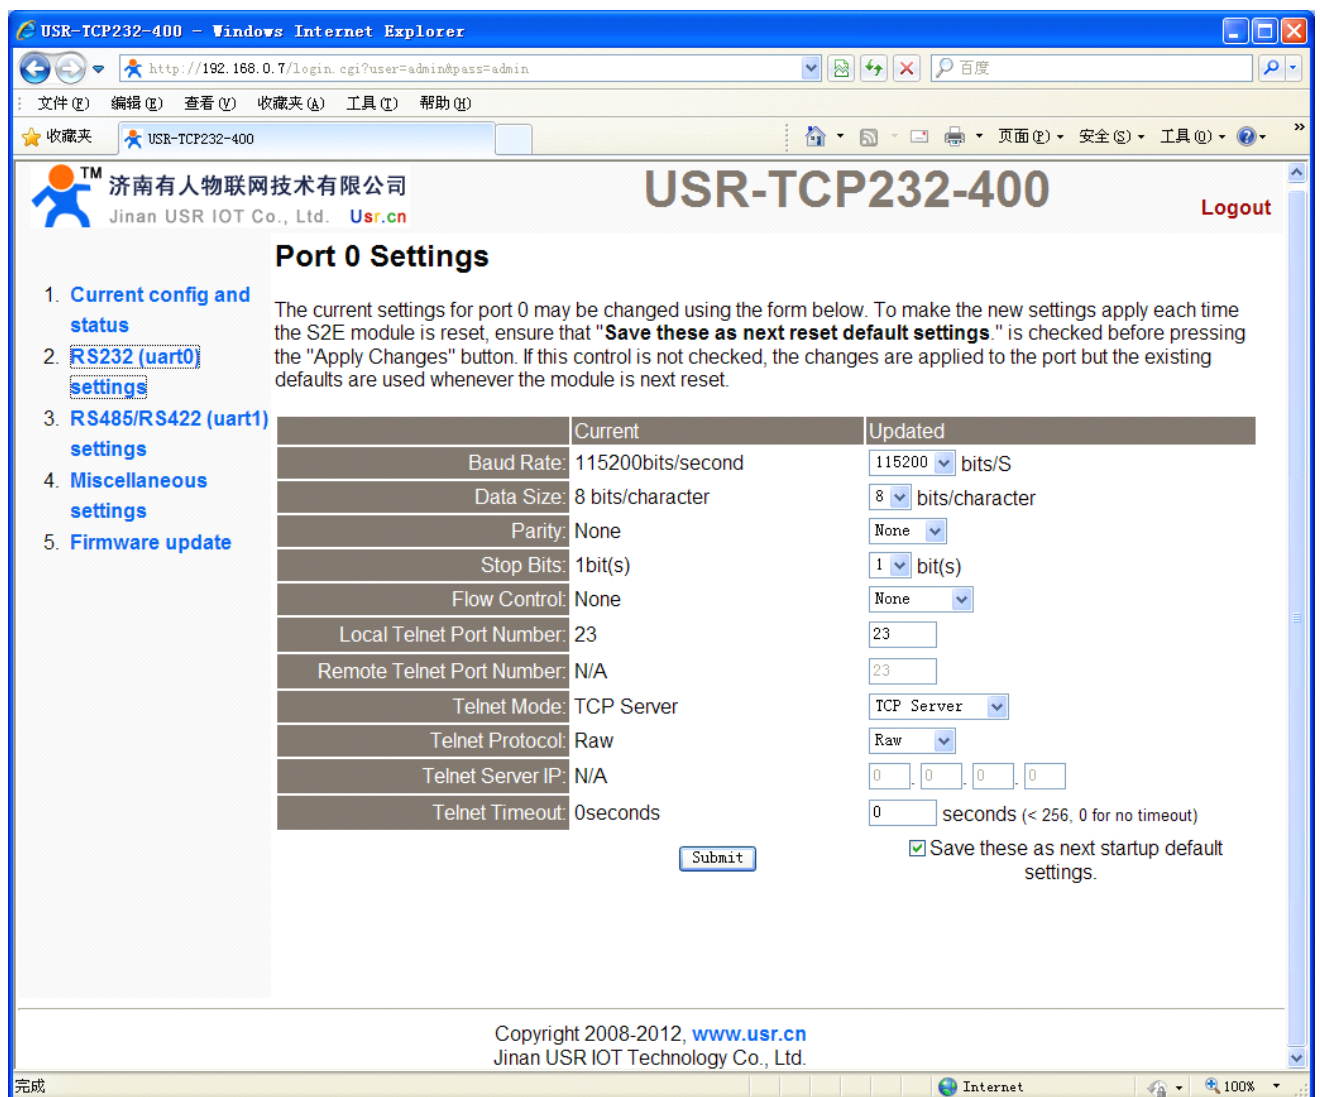 USR-TCP232-400 - Windows Internet Explorer
http://192.168.0.7/login.cgi?user=admin&pass=admin
百度
文件(F) 编辑(E) 查看(V) 收藏夹(A) 工具(T) 帮助(H)
收藏夹 USR-TCP232-400 页面(P) 安全(S) 工具(O) »
TM
济南有人物联网技术有限公司
Jinan USR IOT Co., Ltd. Usr.cn
USR-TCP232-400
Logout
1. Current config and
status
2. RS232 (uart0)
settings
3. RS485/RS422 (uart1)
settings
4. Miscellaneous
settings
5. Firmware update
Port 0 Settings
The current settings for port 0 may be changed using the form below. To make the new settings apply each time
the S2E module is reset, ensure that "Save these as next reset default settings." is checked before pressing
the "Apply Changes" button. If this control is not checked, the changes are applied to the port but the existing
defaults are used whenever the module is next reset.
Current Updated
Baud Rate: 115200bits/second 115200 bits/S
Data Size: 8 bits/character 8 bits/character
Parity: None None
Stop Bits: 1bit(s) 1 bit(s)
Flow Control: None None
Local Telnet Port Number: 23 23
Remote Telnet Port Number: N/A 23
Telnet Mode: TCP Server TCP Server
Telnet Protocol: Raw Raw
Telnet Server IP: N/A 0 . 0 . 0 . 0
Telnet Timeout: 0seconds 0 seconds (< 256, 0 for no timeout)
Submit
Save these as next startup default
settings.
Copyright 2008-2012, www.usr.cn
Jinan USR IOT Technology Co., Ltd.
完成 Internet 100%